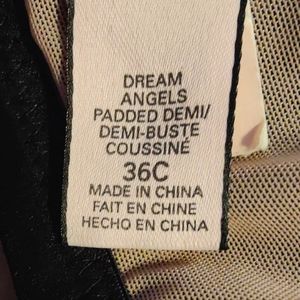 DREAM
ANGELS
PADDED DEMI/
DEMI-BUSTE
COUSSINÉ
36C
MADE IN CHINA
FAIT EN CHINE
HECHO EN CHINA